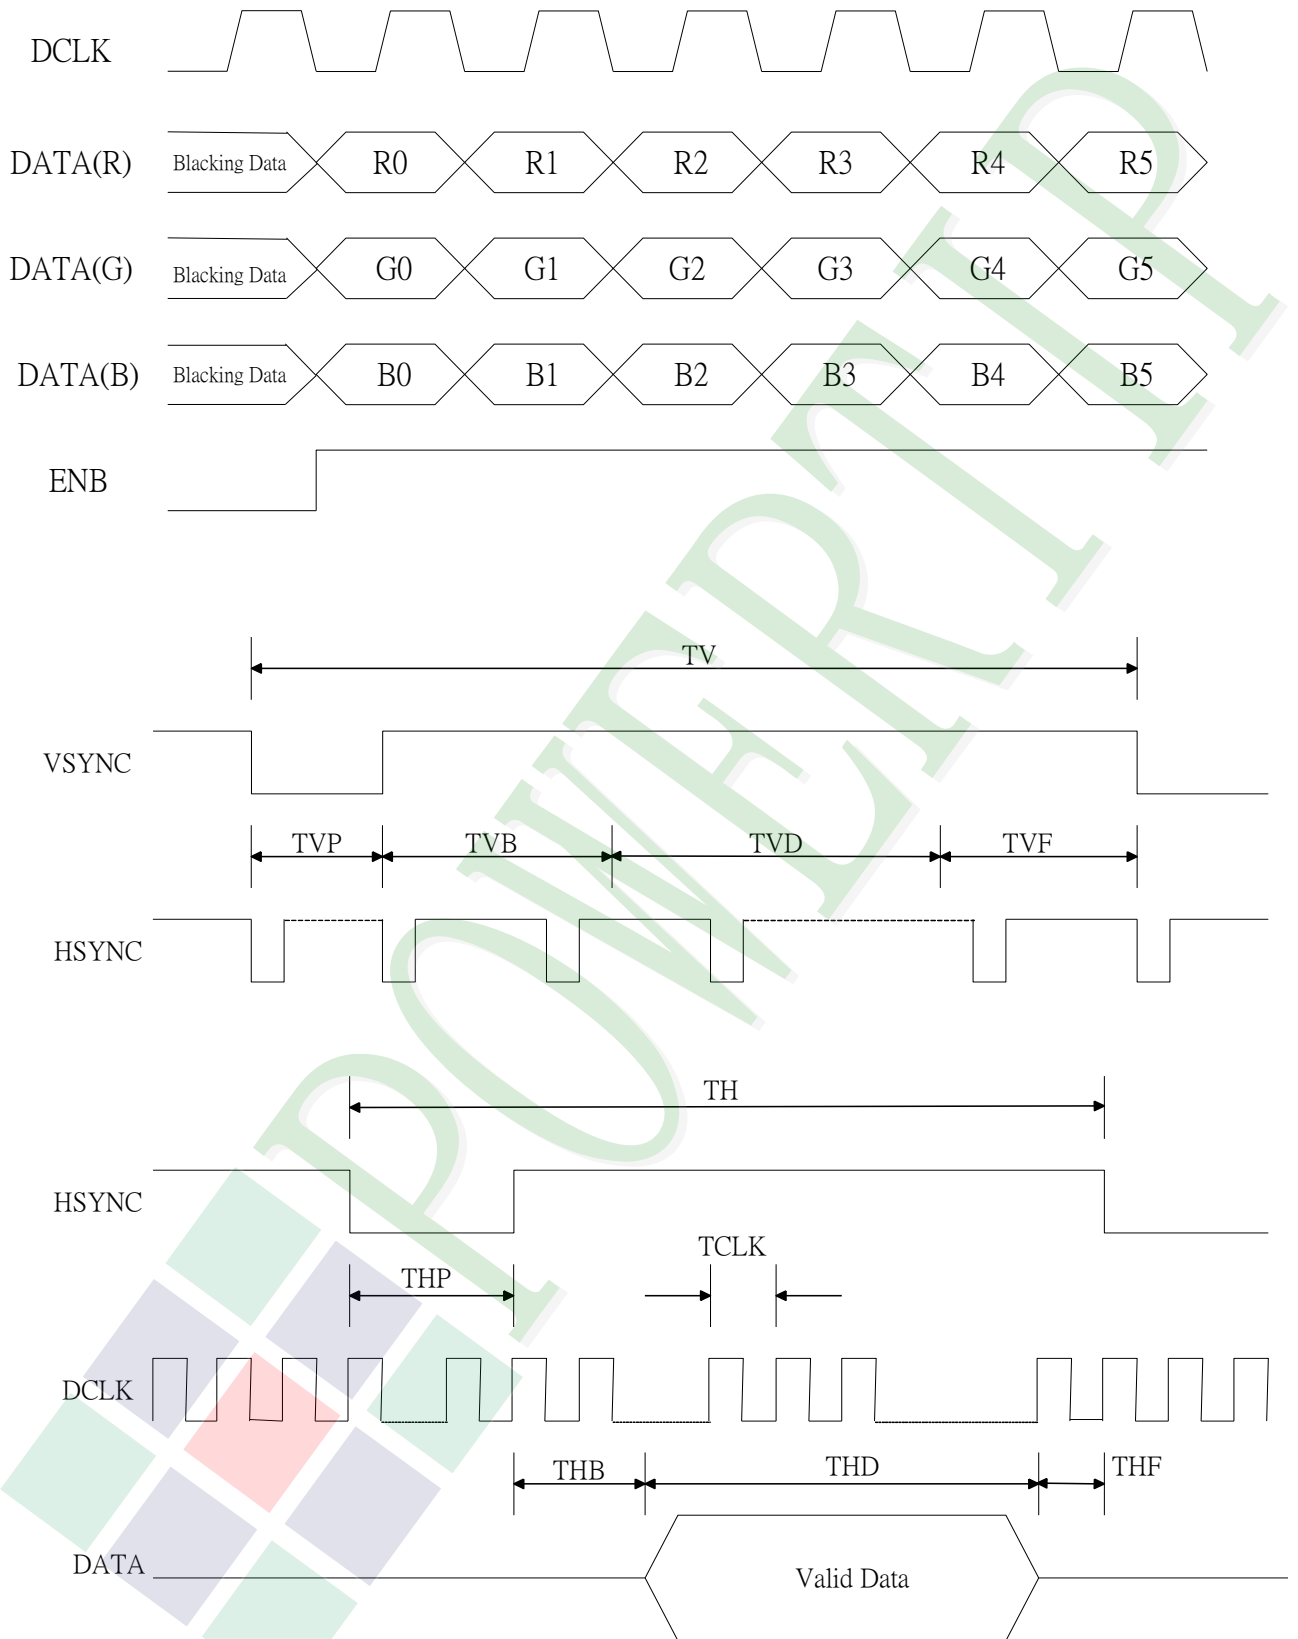 DCLK
DATA(R) Blacking Data R0 R1 R2 R3 R4 R5
DATA(G) Blacking Data G0 G1 G2 G3 G4 G5
DATA(B) Blacking Data B0 B1 B2 B3 B4 B5
ENB
TV
VSYNC
TVP TVB TVD TVF
HSYNC
TH
HSYNC
TCLK
THP
DCLK
THB THD THF
DATA Valid Data
POWERTIP